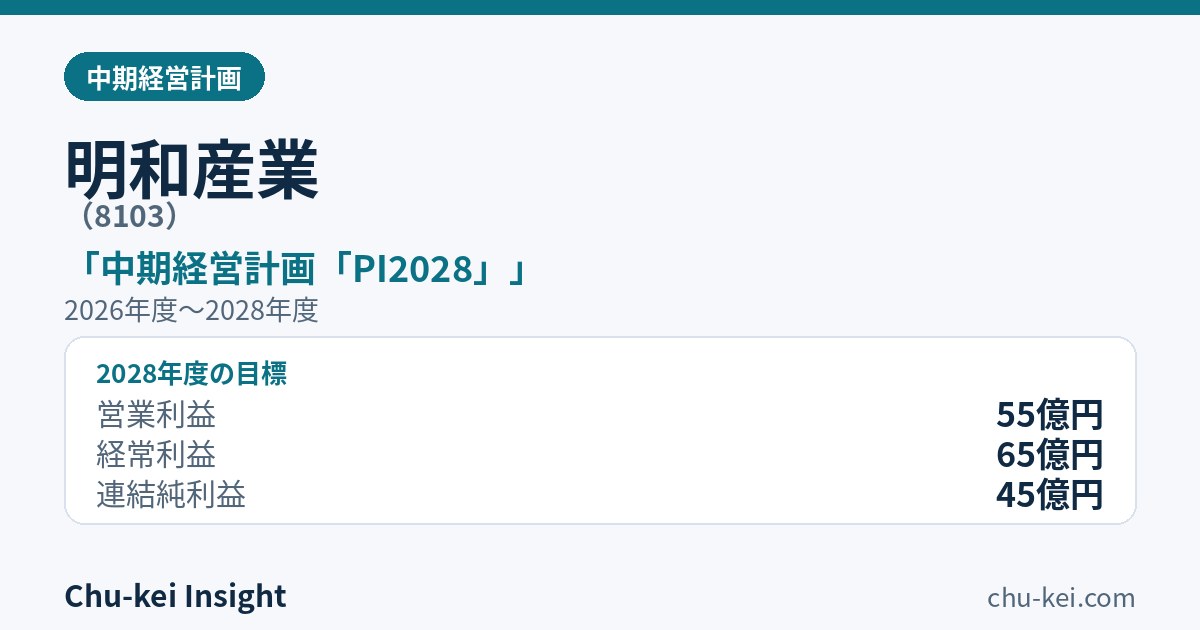 中期経営計画
明和産業
（8103）
「中期経営計画「PI2028」」
2026年度～2028年度
2028年度の目標
営業利益 55億円
経常利益 65億円
連結純利益 45億円
Chu-kei Insight chu-kei.com